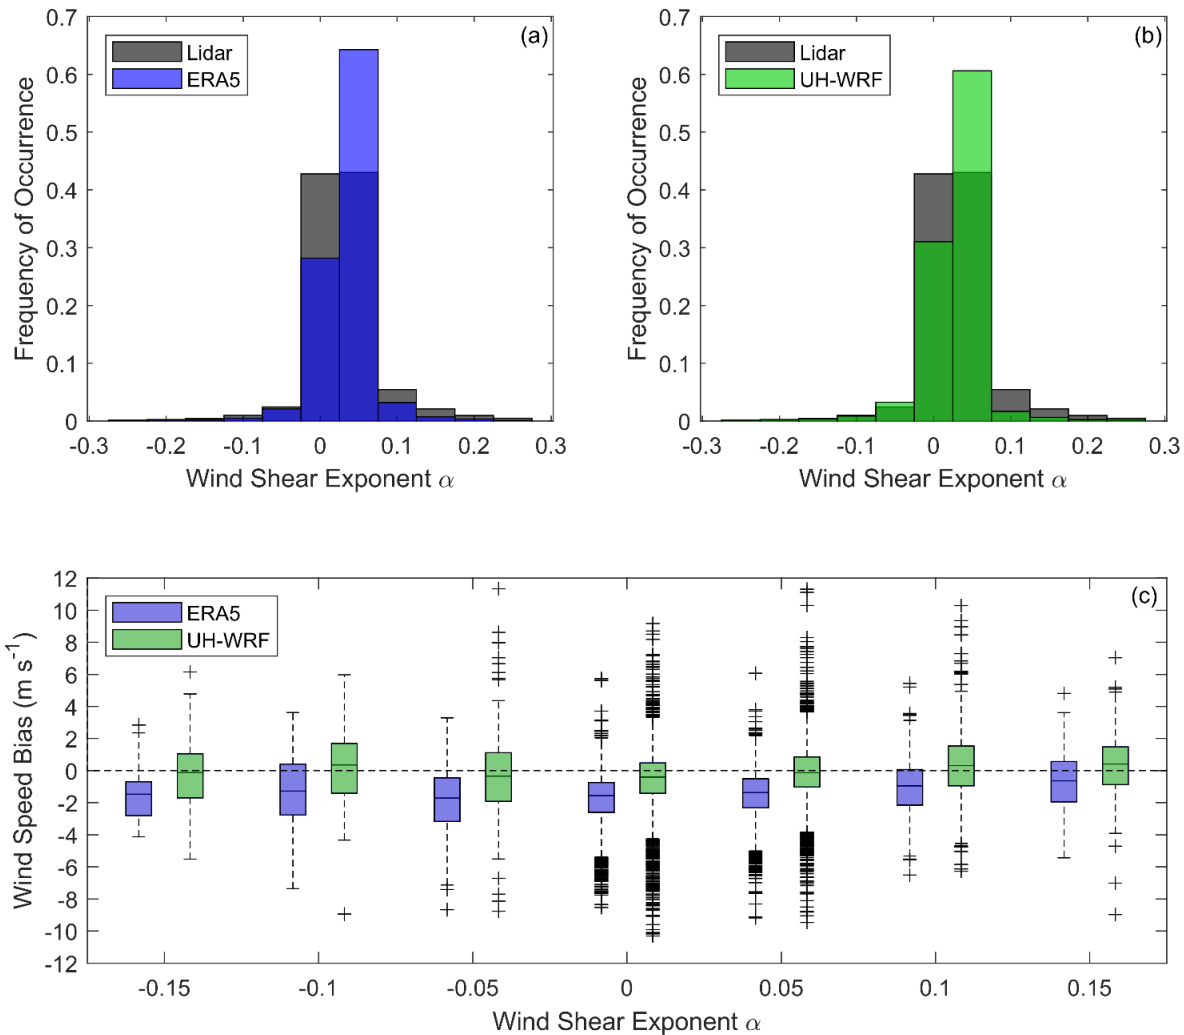 (a)
Lidar
ERA5
Frequency of Occurrence
0.7
0.6
0.5
0.4
0.3
0.2
0.1
0
-0.3 -0.2 -0.1 0 0.1 0.2 0.3
Wind Shear Exponent α
(b)
Lidar
UH-WRF
Frequency of Occurrence
0.7
0.6
0.5
0.4
0.3
0.2
0.1
0
-0.3 -0.2 -0.1 0 0.1 0.2 0.3
Wind Shear Exponent α
(c)
ERA5
UH-WRF
Wind Speed Bias (m s⁻¹)
12
10
8
6
4
2
0
-2
-4
-6
-8
-10
-12
-0.15 -0.1 -0.05 0 0.05 0.1 0.15
Wind Shear Exponent α